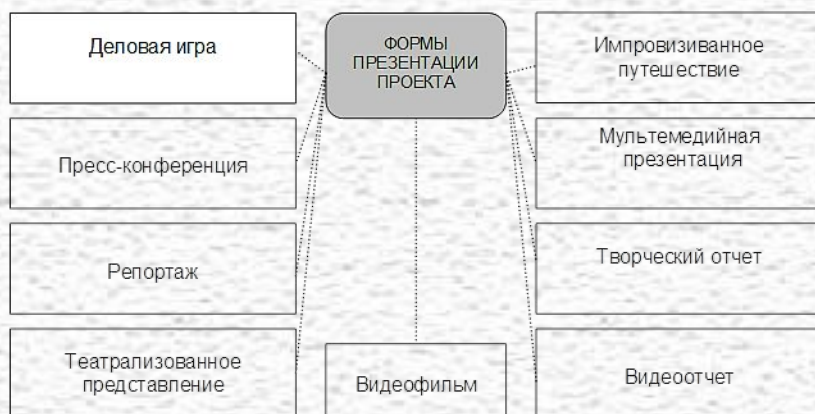 ФОРМЫ
ПРЕЗЕНТАЦИИ
ПРОЕКТА
Деловая игра
Пресс-конференция
Репортаж
Театрализованное
представление
Видеофильм
Импровизиванное
путешествие
Мультемедийная
презентация
Творческий отчет
Видеоотчет